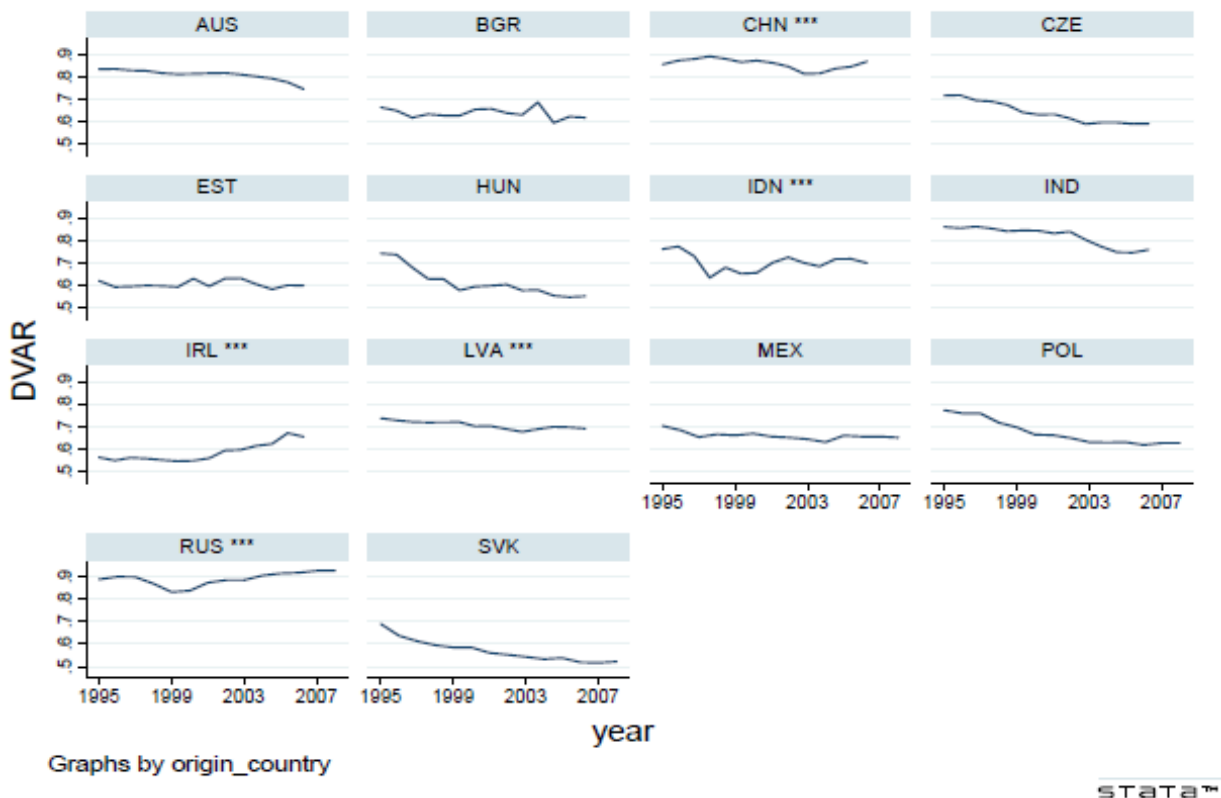 AUS BGR CHN *** CZE
.9
.8
.7
.6
.5
EST HUN IDN *** IND
.9
.8
.7
.6
.5
DVAR
IRL *** LVA *** MEX POL
.9
.8
.7
.6
.5
1995 1999 2003 2007 1995 1999 2003 2007
RUS *** SVK
.9
.8
.7
.6
.5
1995 1999 2003 2007 1995 1999 2003 2007
year
Graphs by origin_country
STATA™